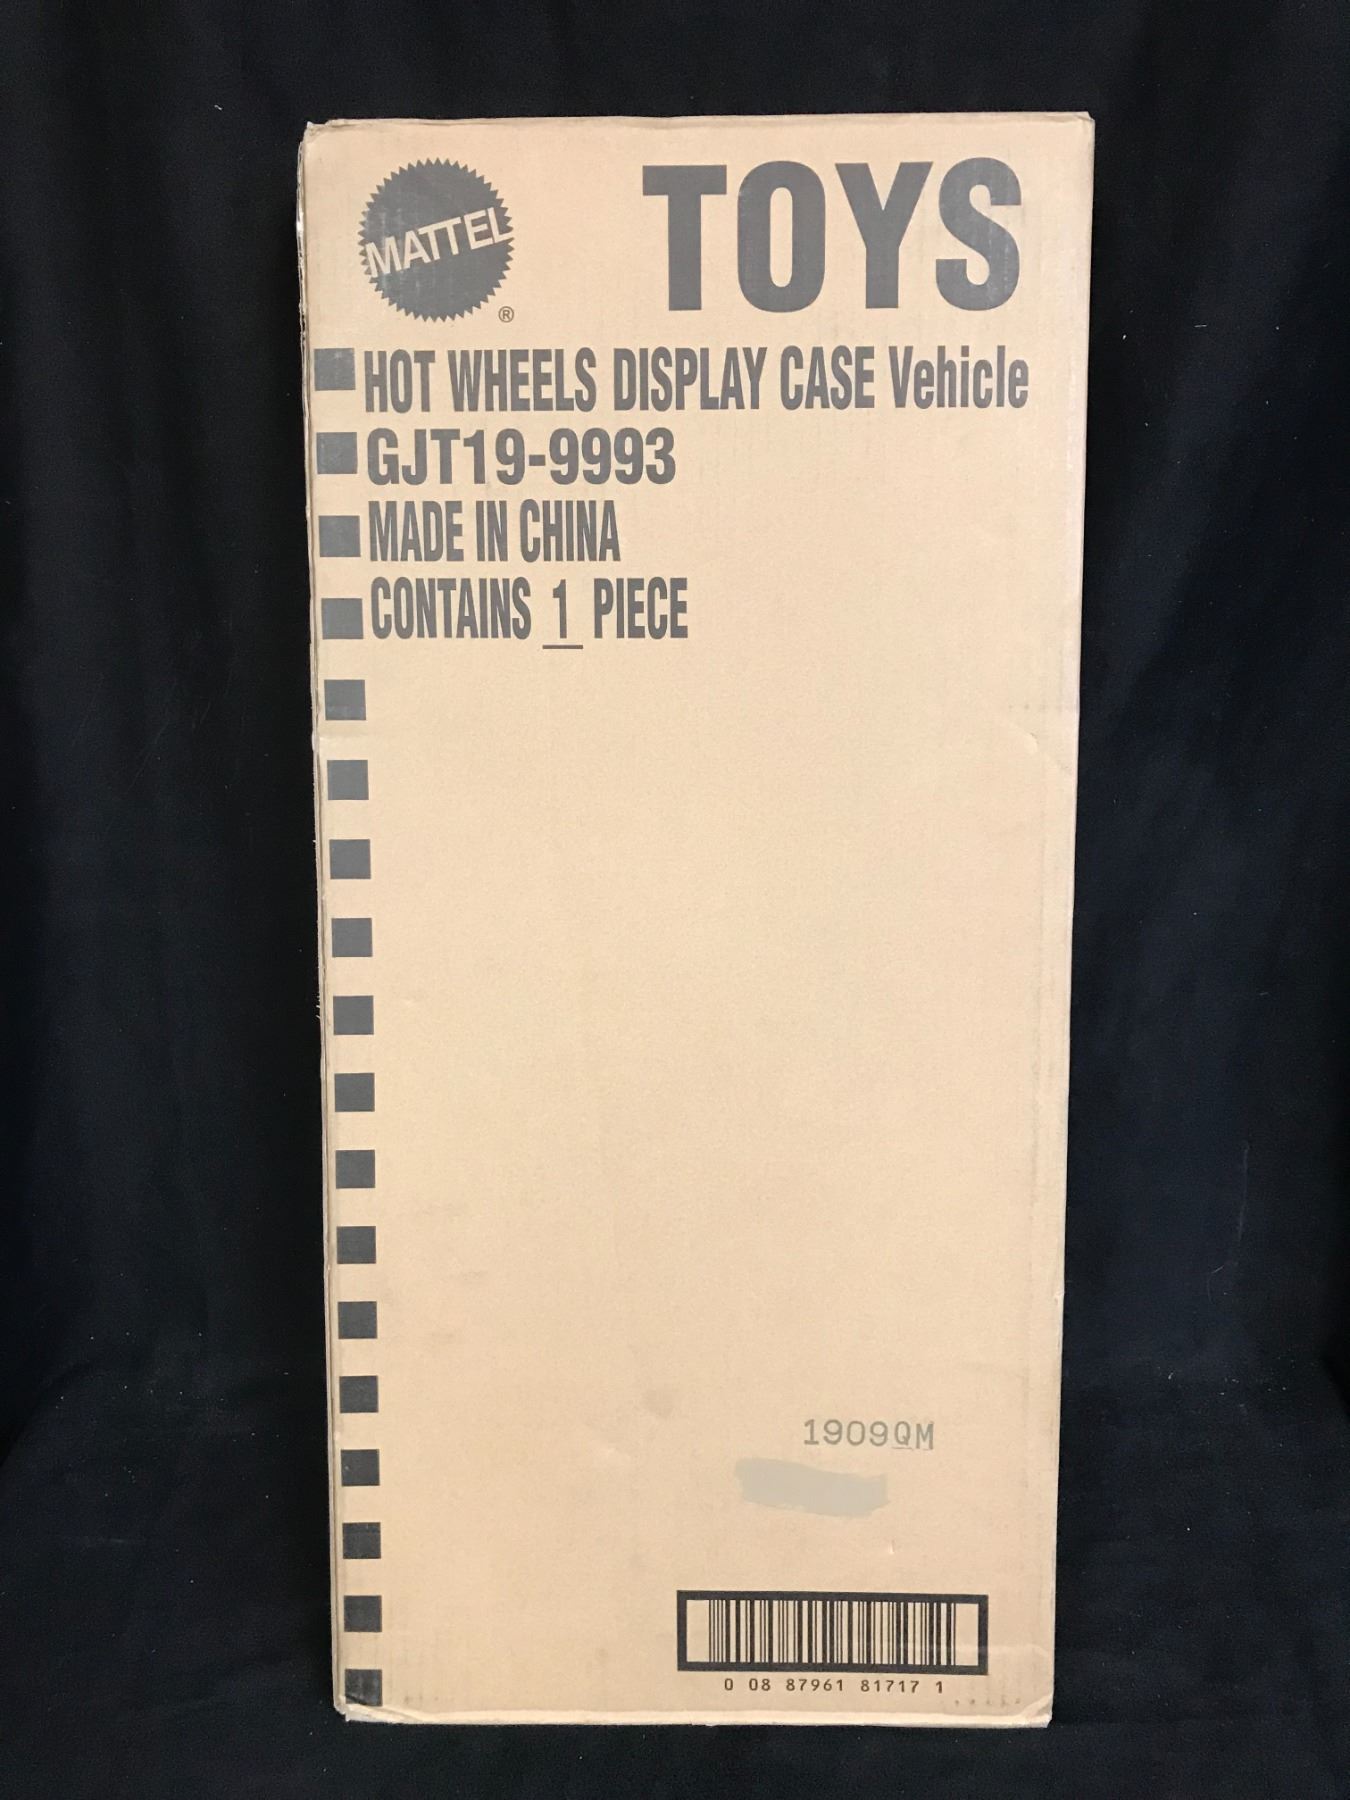 MATTEL
®
TOYS
HOT WHEELS DISPLAY CASE Vehicle
GJT19-9993
MADE IN CHINA
CONTAINS 1 PIECE
1909QM
0 08 87961 81717 1